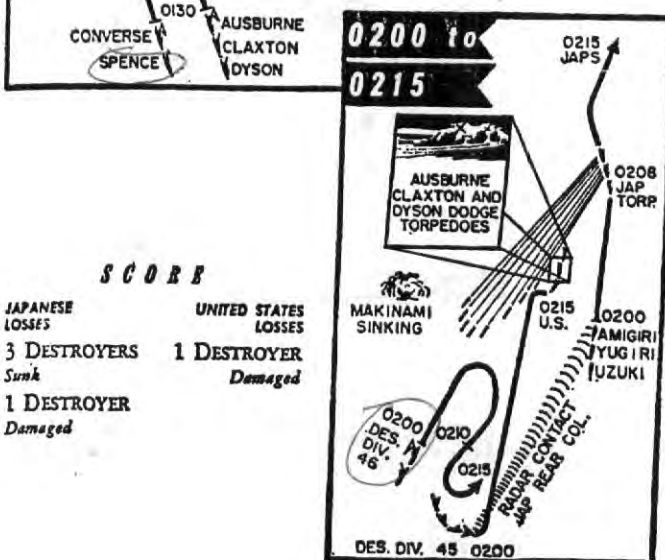 0130
AUSBURNE
CONVERSE
CLAXTON
SPENCE
DYSON
0200 to
0215
0215
JAPS
AUSBURNE
CLAXTON AND
DYSON DODGE
TORPEDOES
0208
JAP
TORP.
SCORE
JAPANESE
LOSSES
UNITED STATES
LOSSES
3 DESTROYERS
Sunk
1 DESTROYER
Damaged
1 DESTROYER
Damaged
MAKINAMI
SINKING
0215
U.S.
0200
AMIGIRI
YUGIRI
UZUKI
0200
DES.
DIV.
46
0210
0215
RADAR CONTACT
JAP REAR COL.
DES. DIV. 45 0200